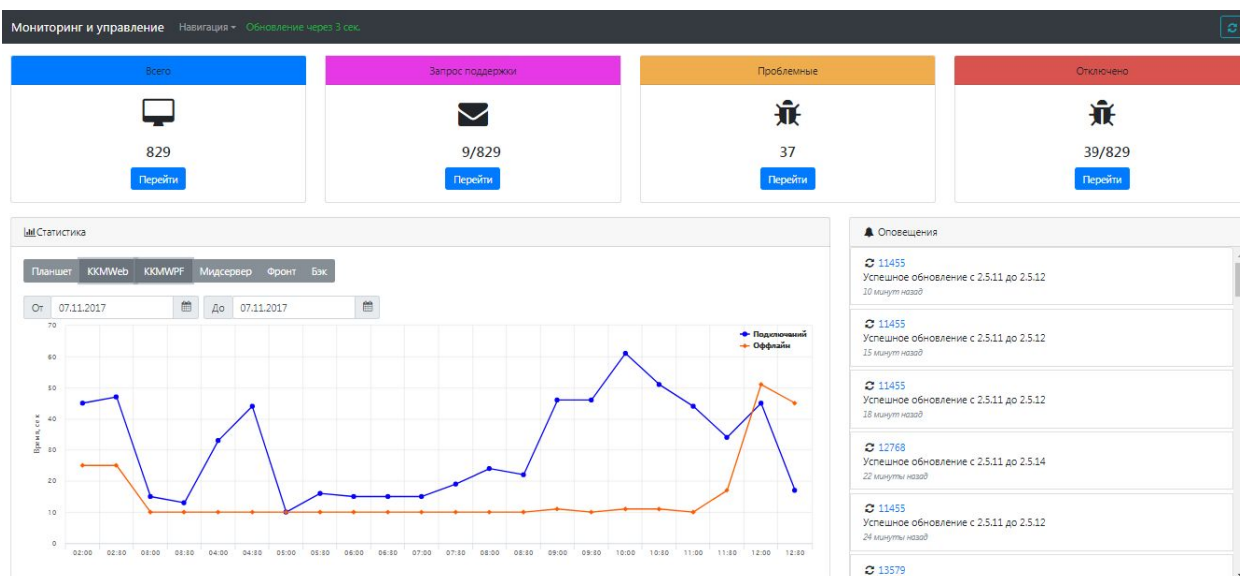 Мониторинг и управление Навигация Обновление через 3 сек.
Всего
829
Перейти
Запрос поддержки
9/829
Перейти
Проблемные
37
Перейти
Отключено
39/829
Перейти
Статистика
Планшет KKMWeb KKMWPF Мидсервер Фронт Бэк
От 07.11.2017 До 07.11.2017
Подключений
Оффлайн
70
60
50
40
30
20
10
0
Время, сек
02:00 02:30 03:00 03:30 04:00 04:30 05:00 05:30 06:00 06:30 07:00 07:30 08:00 08:30 09:00 09:30 10:00 10:30 11:00 11:30 12:00 12:30
Оповещения
11455
Успешное обновление с 2.5.11 до 2.5.12
10 минут назад
11455
Успешное обновление с 2.5.11 до 2.5.12
15 минут назад
11455
Успешное обновление с 2.5.11 до 2.5.12
18 минут назад
12768
Успешное обновление с 2.5.11 до 2.5.14
22 минуты назад
11455
Успешное обновление с 2.5.11 до 2.5.12
24 минуты назад
13579